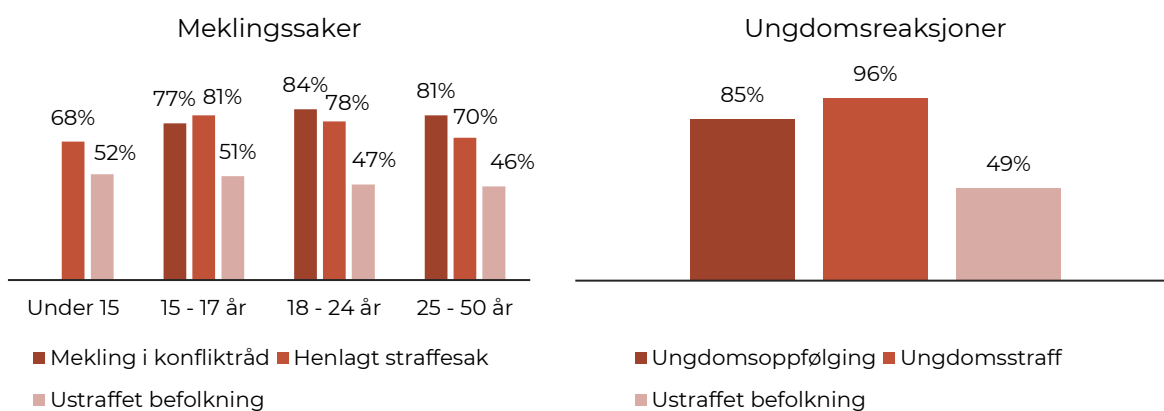 Meklingssaker
68%
52%
77%
81%
51%
84%
78%
47%
81%
70%
46%
Under 15
15 - 17 år
18 - 24 år
25 - 50 år
Mekling i konfliktråd
Henlagt straffesak
Ustraffet befolkning
Ungdomsreaksjoner
85%
96%
49%
Ungdomsoppfølging
Ungdomsstraff
Ustraffet befolkning